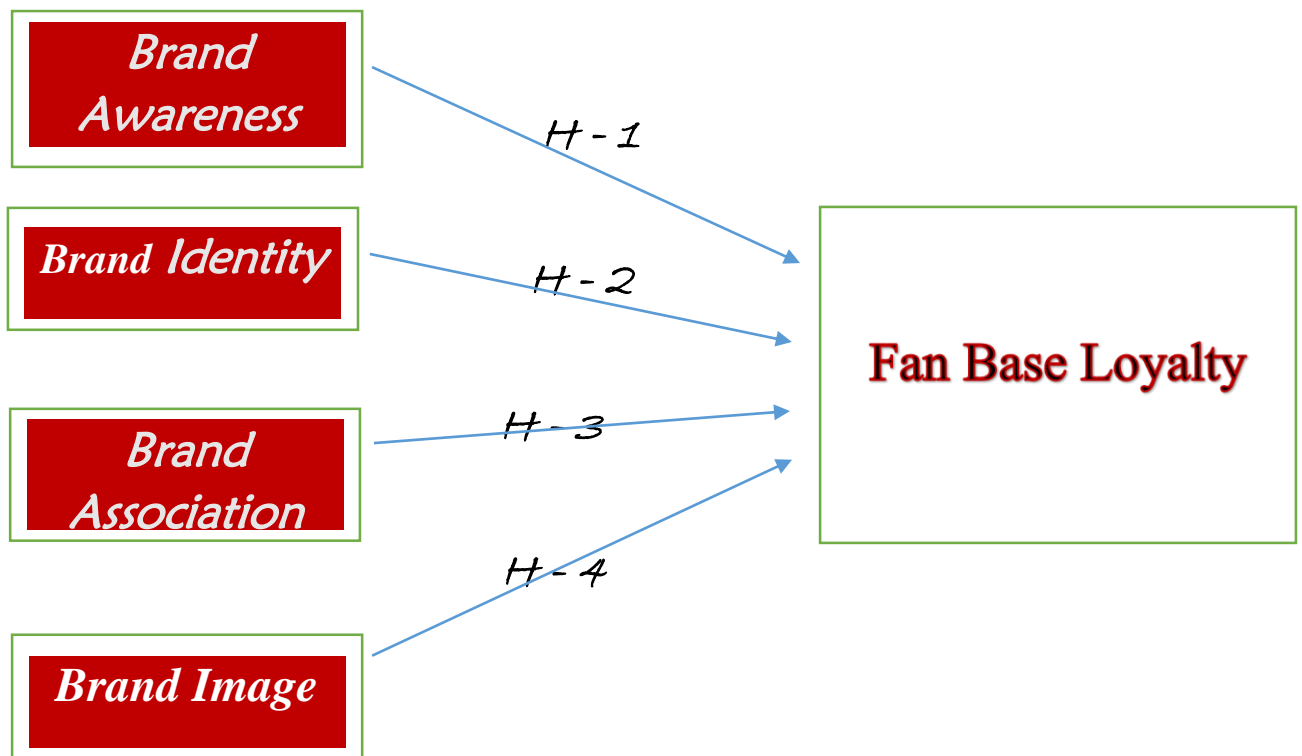 Brand
Awareness
H - 1
Brand Identity
H - 2
Fan Base Loyalty
Brand
Association
H - 3
H - 4
Brand Image